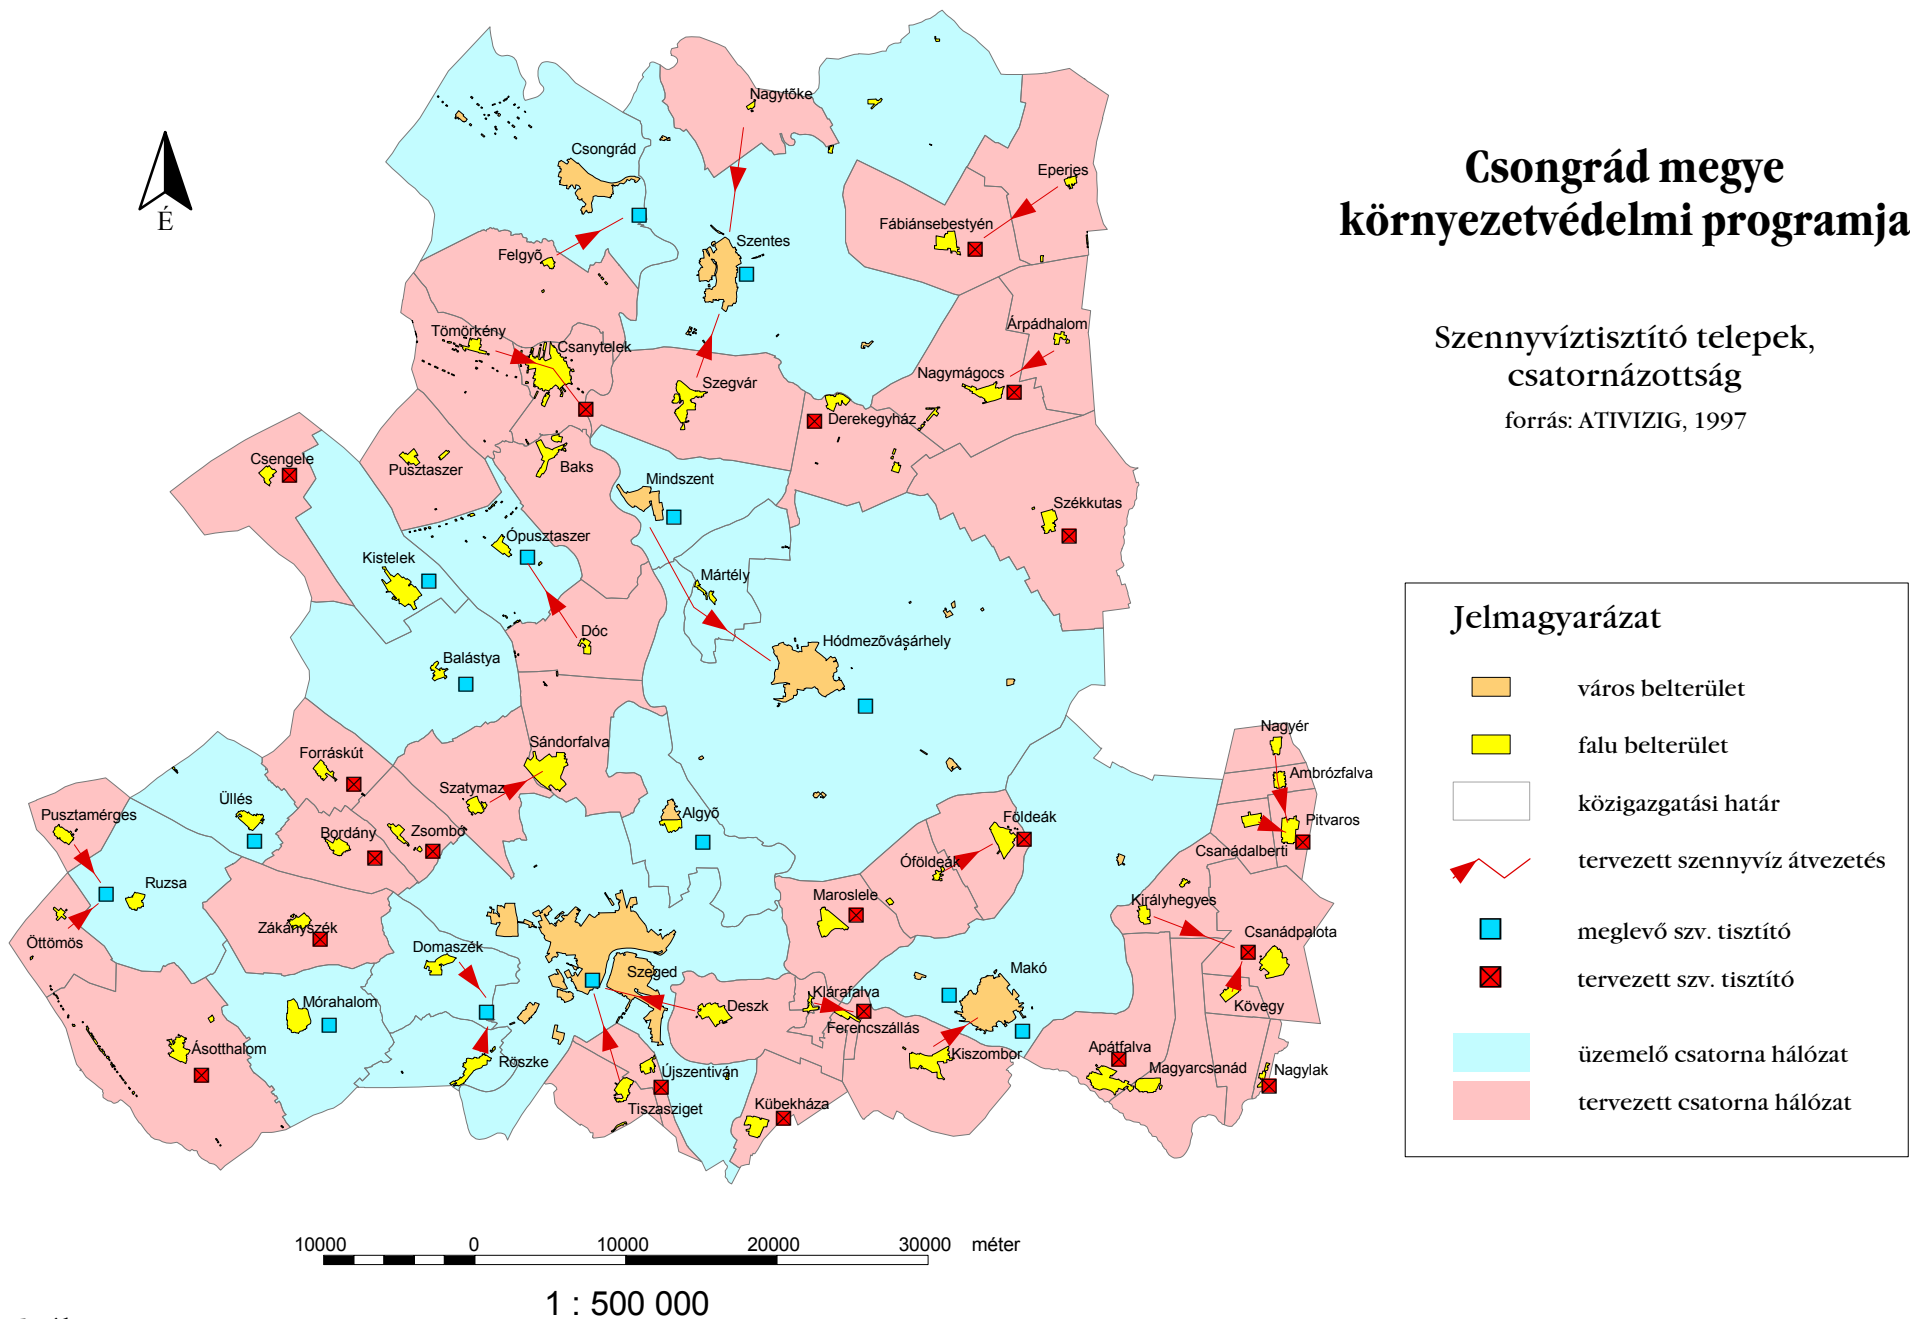 Csongrád megye
környezetvédelmi programja
Szennyvíztisztító telepek,
csatornázottság
forrás: ATIVIZIG, 1997
É
Nagytõke
Csongrád
Eperjes
Fábiánsebestyén
Szentes
Felgyõ
Tömörkény
Árpádhalom
Csanytelek
Nagymágocs
Szegvár
Derekegyház
Csengele
Pusztaszer
Baks
Mindszent
Székkutas
Ópusztaszer
Kistelek
Mártély
Dóc
Hódmezõvásárhely
Balástya
Nagyér
Sándorfalva
Forráskút
Ambrózfalva
Szatymaz
Üllés
Pusztamérges
Algyõ
Földeák
Pitvaros
Bordány
Zsombó
Csanádalberti
Óföldeák
Ruzsa
Maroslele
Királyhegyes
Zákányszék
Öttömös
Csanádpalota
Domaszék
Szeged
Makó
Klárafalva
Mórahalom
Deszk
Kövegy
Ferencszállás
Ásotthalom
Röszke
Kiszombor
Apátfalva
Újszentiván
Magyarcsanád
Nagylak
Tiszasziget
Kübekháza
Jelmagyarázat
város belterület
falu belterület
közigazgatási határ
tervezett szennyvíz átvezetés
meglevő szv. tisztító
tervezett szv. tisztító
üzemelő csatorna hálózat
tervezett csatorna hálózat
10000 0 10000 20000 30000 méter
1 : 500 000